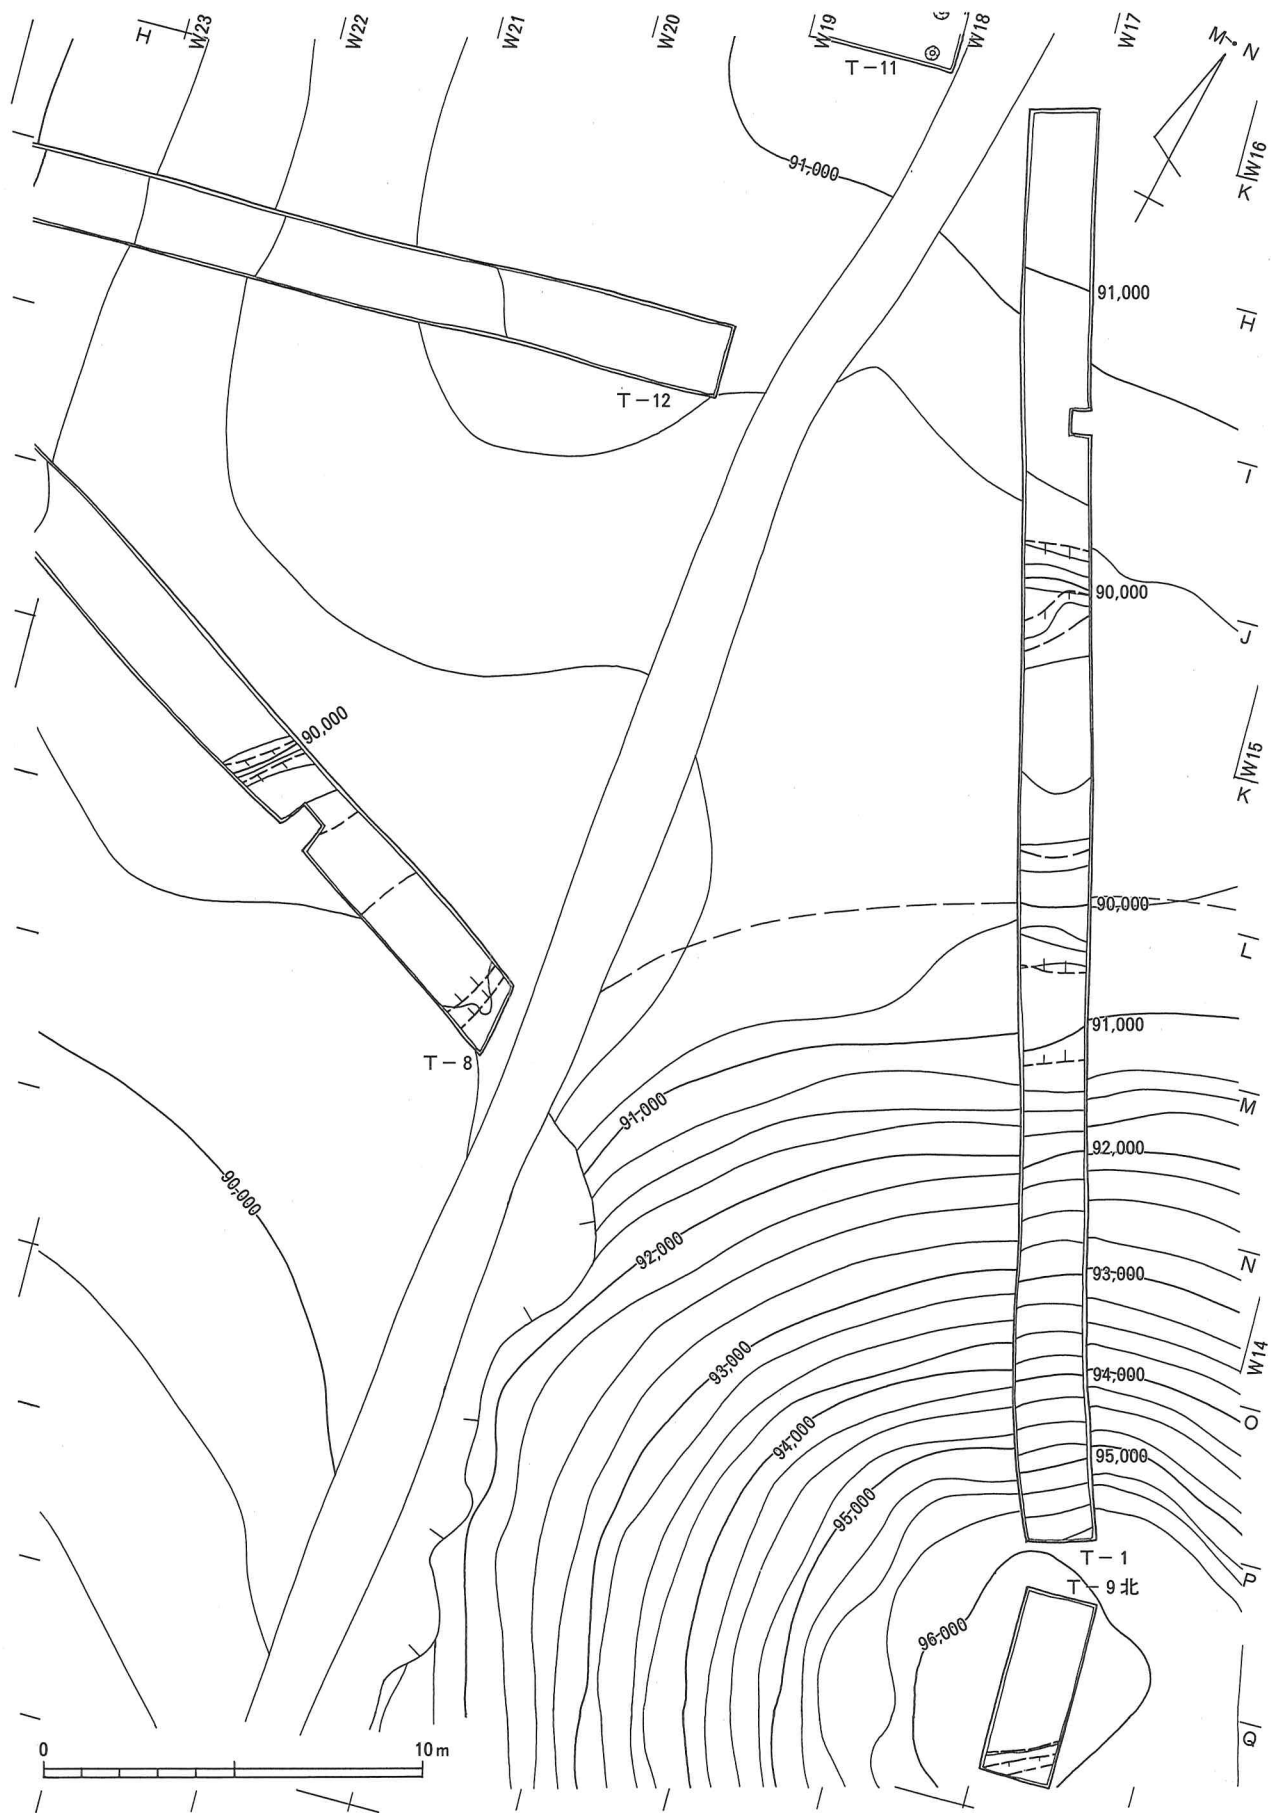 H
W23
W22
W21
W20
W19
W18
W17
M・N
T-11
91,000
W16
K
91,000
H
T-12
I
90,000
J
90,000
W15
K
90,000
L
91,000
T-8
91,000
M
92,000
90,000
92,000
N
93,000
W14
93,000
94,000
O
94,000
95,000
95,000
T-1
P
T-9北
96,000
Q
0
10m